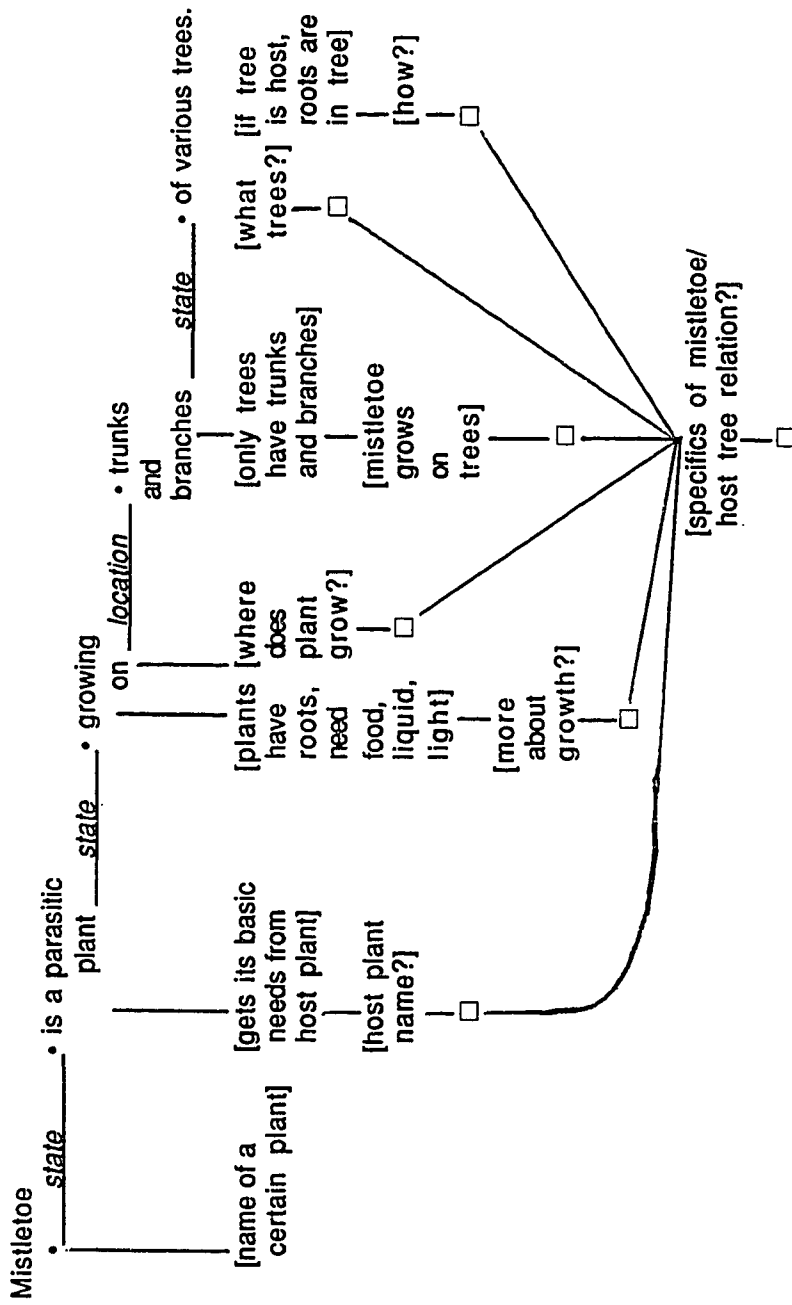 Mistletoe
• state • is a parasitic
plant state • growing
on location • trunks
and
branches state • of various trees.
[name of a
certain plant]
[gets its basic
needs from
host plant]
[host plant
name?]
[plants
have
roots,
need
food,
liquid,
light]
[more
about
growth?]
[where
does
plant
grow?]
[only trees
have trunks
and branches]
[mistletoe
grows
on
trees]
[what
trees?]
[if tree
is host,
roots are
in tree]
[how?]
[specifics of mistletoe/
host tree relation?]